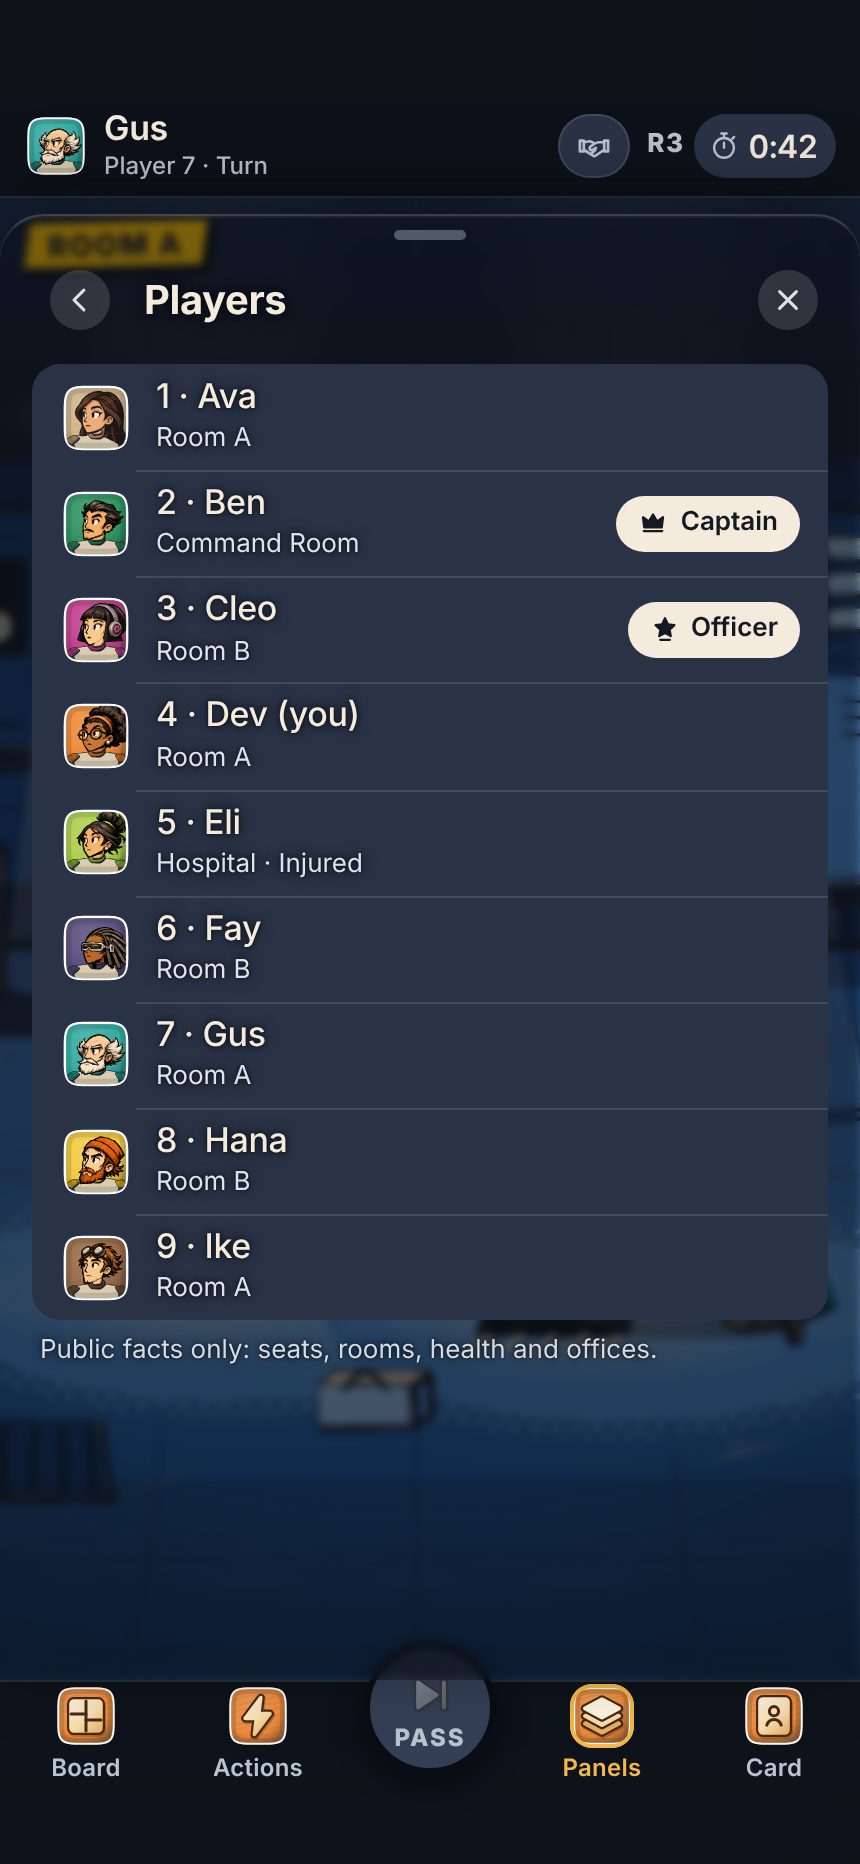 Gus
Player 7 · Turn
R3
0:42
ROOM A
Players
1 · Ava
Room A
2 · Ben
Command Room
Captain
3 · Cleo
Room B
Officer
4 · Dev (you)
Room A
5 · Eli
Hospital · Injured
6 · Fay
Room B
7 · Gus
Room A
8 · Hana
Room B
9 · Ike
Room A
Public facts only: seats, rooms, health and offices.
PASS
Board
Actions
Panels
Card